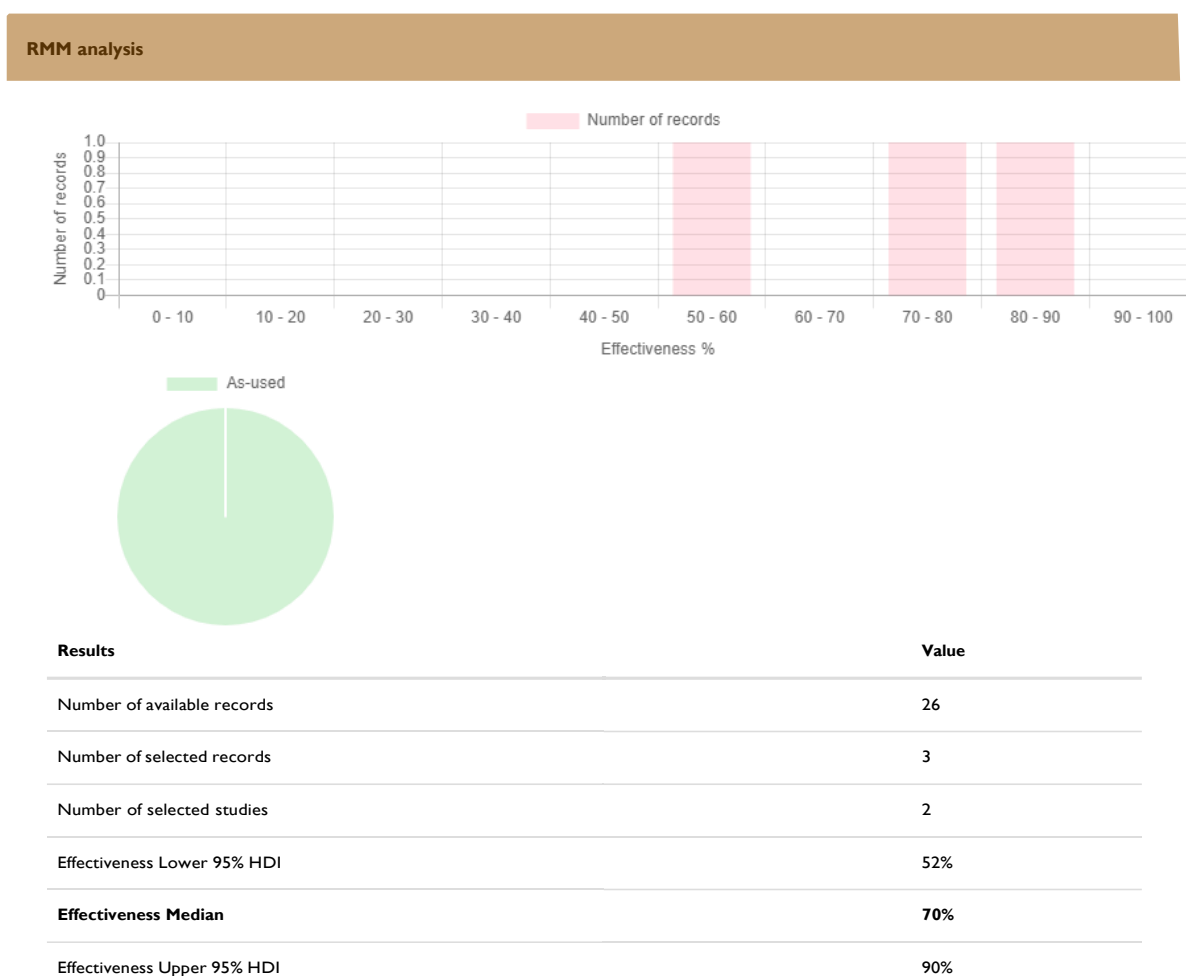 RMM analysis
Number of records
1.0
0.9
0.8
0.7
0.6
0.5
0.4
0.3
0.2
0.1
0
Number of records
0 - 10 10 - 20 20 - 30 30 - 40 40 - 50 50 - 60 60 - 70 70 - 80 80 - 90 90 - 100
Effectiveness %
As-used
Results Value
Number of available records 26
Number of selected records 3
Number of selected studies 2
Effectiveness Lower 95% HDI 52%
Effectiveness Median 70%
Effectiveness Upper 95% HDI 90%